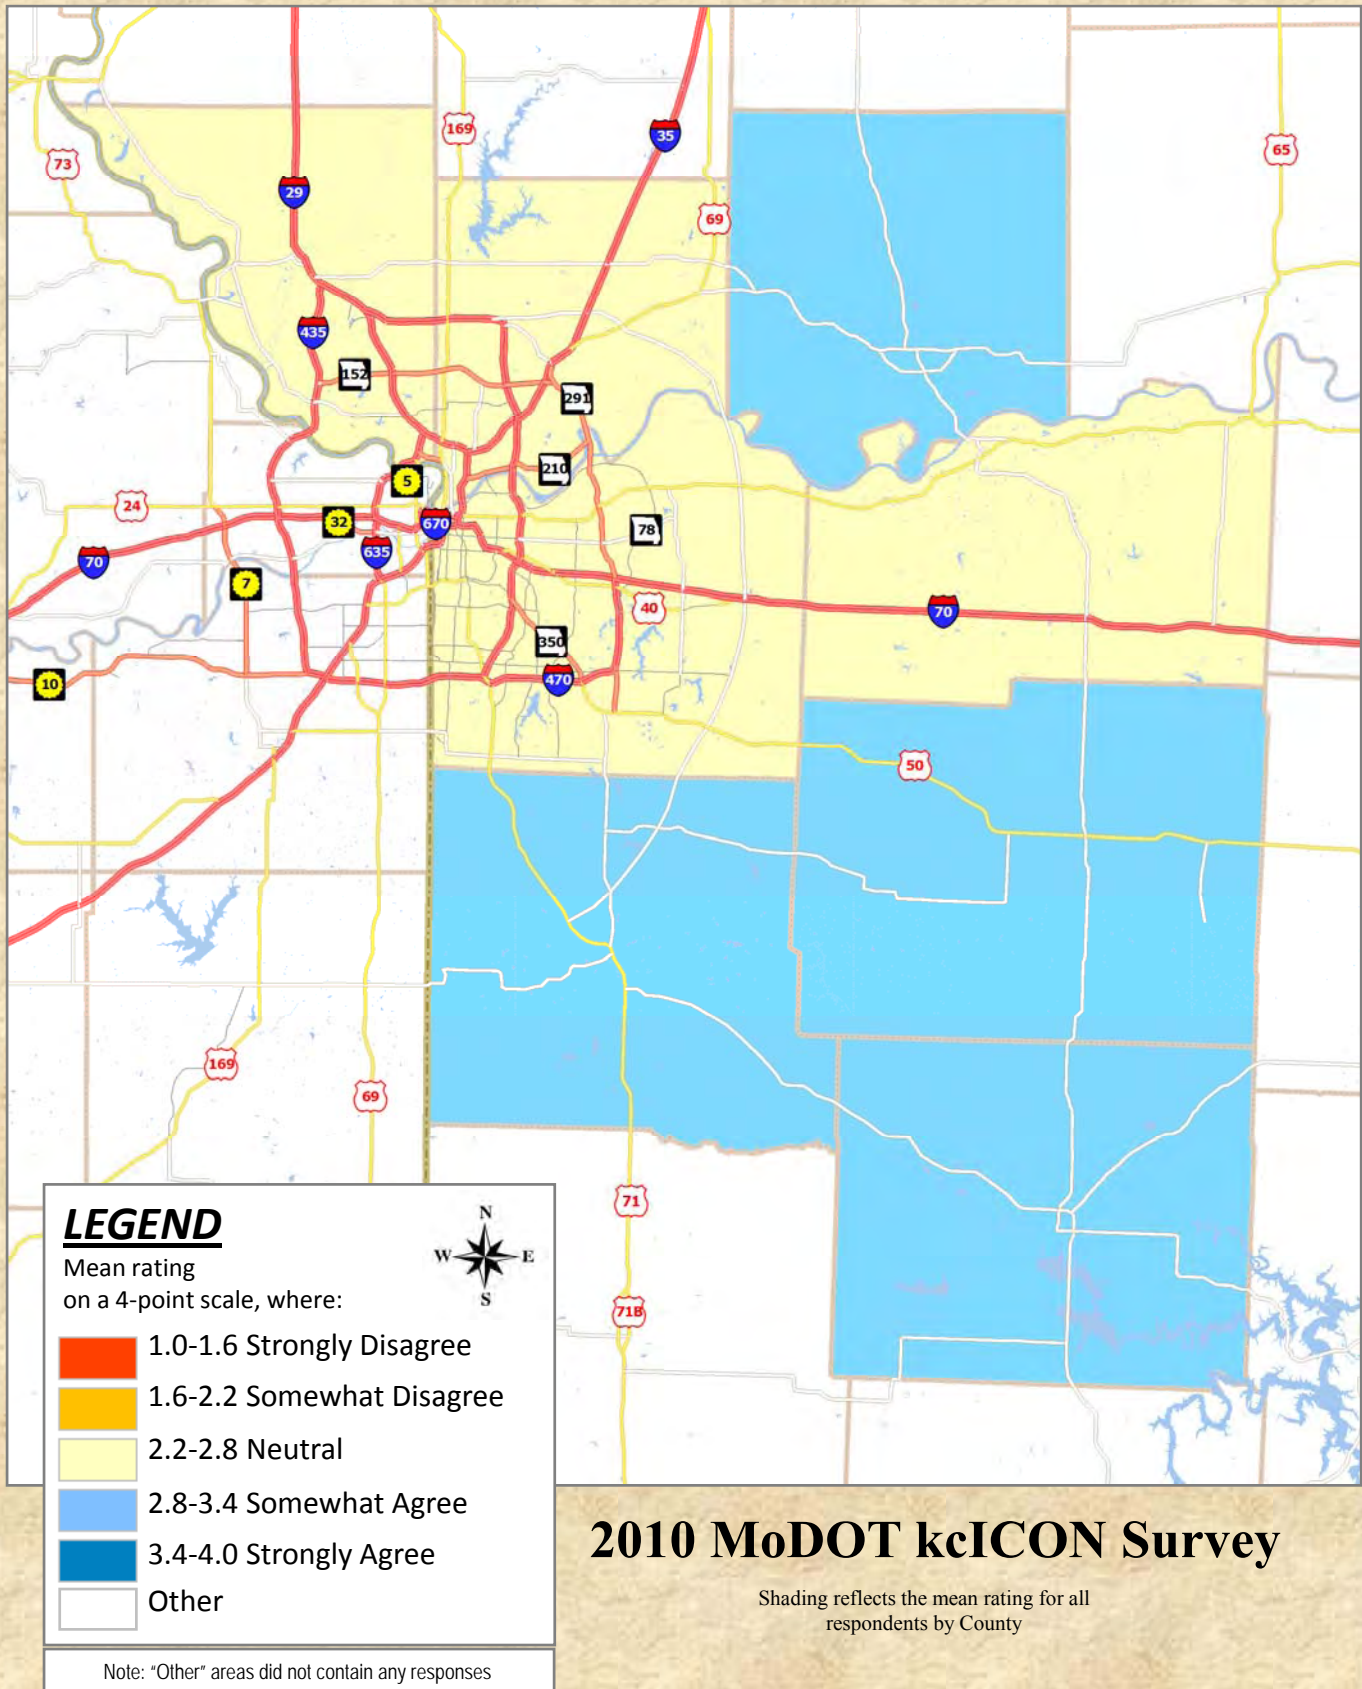 169
35
73
65
29
69
435
152
291
210
5
24
32
670
78
635
70
7
40
70
350
10
470
50
169
69
71
71B
LEGEND
Mean rating
on a 4-point scale, where:
N
W E
S
1.0-1.6 Strongly Disagree
1.6-2.2 Somewhat Disagree
2.2-2.8 Neutral
2.8-3.4 Somewhat Agree
3.4-4.0 Strongly Agree
Other
Note: "Other" areas did not contain any responses
2010 MoDOT kcICON Survey
Shading reflects the mean rating for all
respondents by County